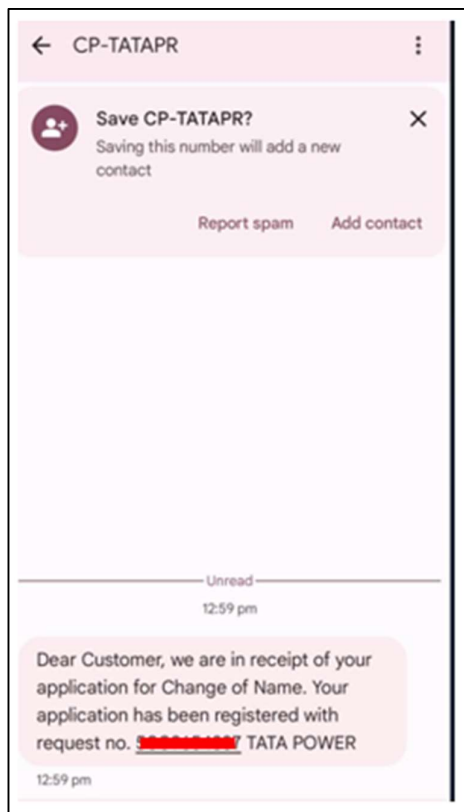 CP-TATAPR
Save CP-TATAPR?
Saving this number will add a new
contact
Report spam
Add contact
Unread
12:59 pm
Dear Customer, we are in receipt of your
application for Change of Name. Your
application has been registered with
request no. TATA POWER
12:59 pm